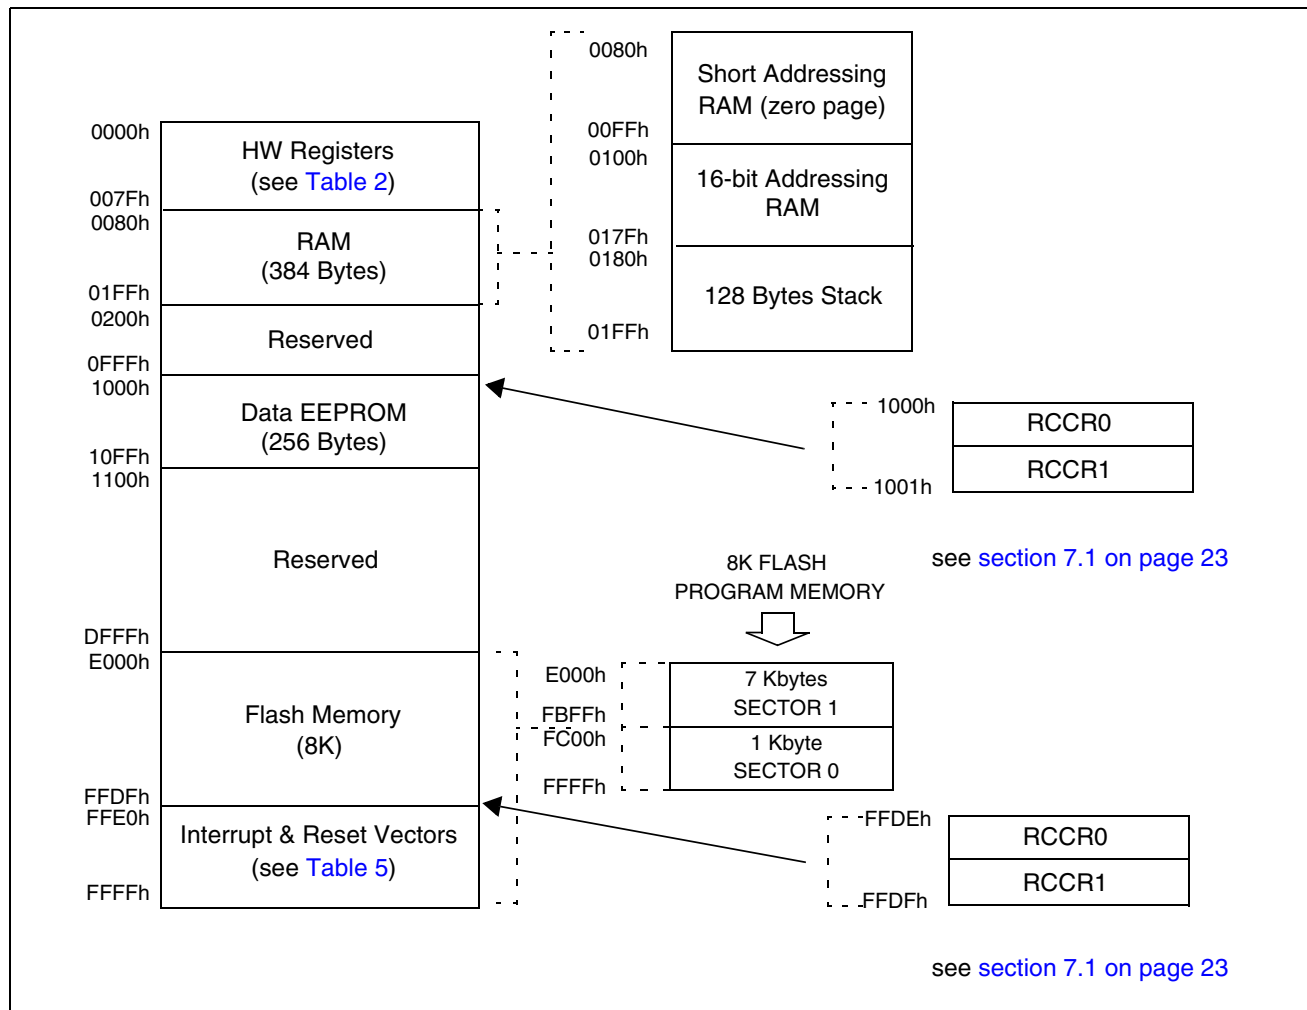 0000h
HW Registers
(see Table 2)
007Fh
0080h
RAM
(384 Bytes)
01FFh
0200h
Reserved
0FFFh
1000h
Data EEPROM
(256 Bytes)
10FFh
1100h
Reserved
DFFFh
E000h
Flash Memory
(8K)
FFDFh
FFE0h
Interrupt & Reset Vectors
(see Table 5)
FFFFh
0080h
Short Addressing
RAM (zero page)
00FFh
0100h
16-bit Addressing
RAM
017Fh
0180h
128 Bytes Stack
01FFh
1000h
RCCR0
RCCR1
1001h
see section 7.1 on page 23
8K FLASH
PROGRAM MEMORY
E000h
7 Kbytes
SECTOR 1
FBFFh
FC00h
1 Kbyte
SECTOR 0
FFFFh
FFDEh
RCCR0
RCCR1
FFDFh
see section 7.1 on page 23